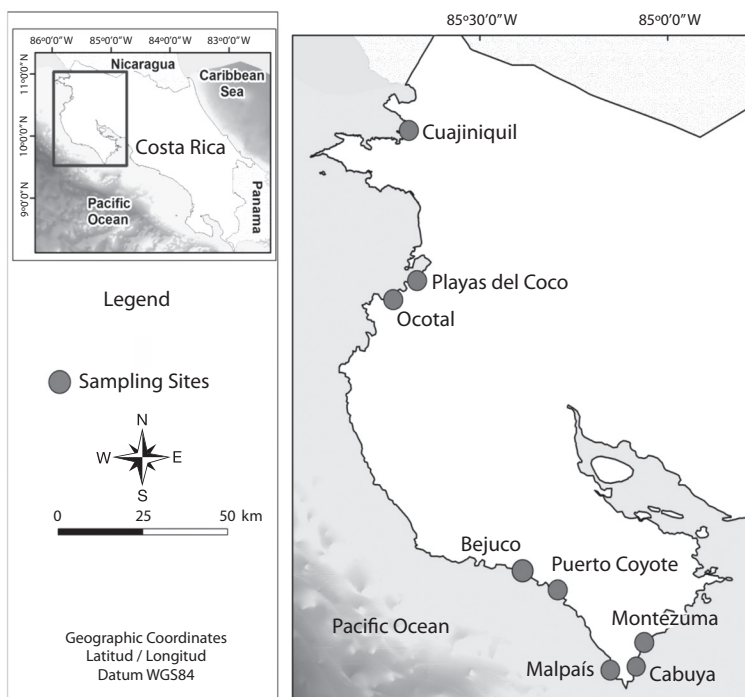 86º0'0"W 85º0'0"W 84º0'0"W 83º0'0"W
11º0'0"N
10º0'0"N
9º0'0"N
Nicaragua
Caribbean
Sea
Costa Rica
Pacific
Ocean
Panama
Legend
Sampling Sites
N
W E
S
0 25 50 km
Geographic Coordinates
Latitud / Longitud
Datum WGS84
85º30'0"W 85º0'0"W
Cuajiniquil
Playas del Coco
Ocotal
Bejuco
Puerto Coyote
Pacific Ocean
Montezuma
Malpaís
Cabuya